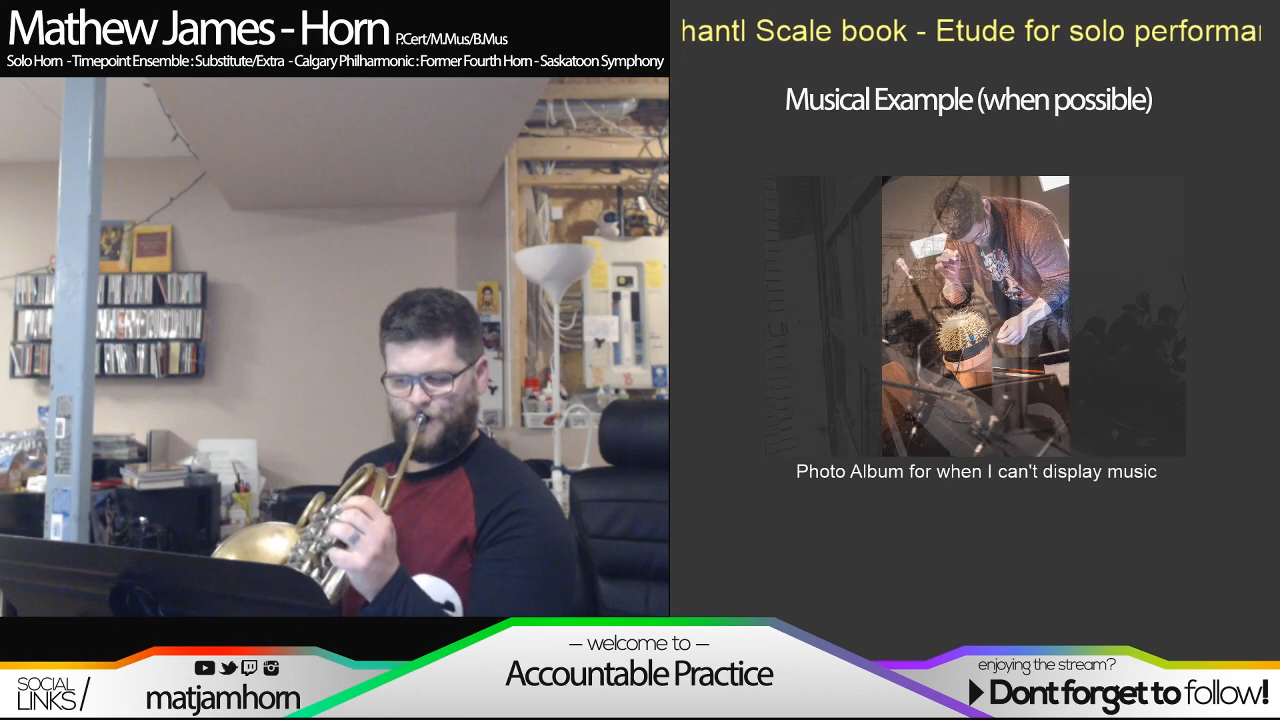 Mathew James - Horn P.Cert/M.Mus/B.Mus
Solo Horn - Timepoint Ensemble : Substitute/Extra - Calgary Philharmonic : Former Fourth Horn - Saskatoon Symphony
hantl Scale book - Etude for solo performa
Musical Example (when possible)
Photo Album for when I can't display music
– welcome to –
Accountable Practice
SOCIAL LINKS /
matjamhorn
enjoying the stream?
Dont forget to follow!